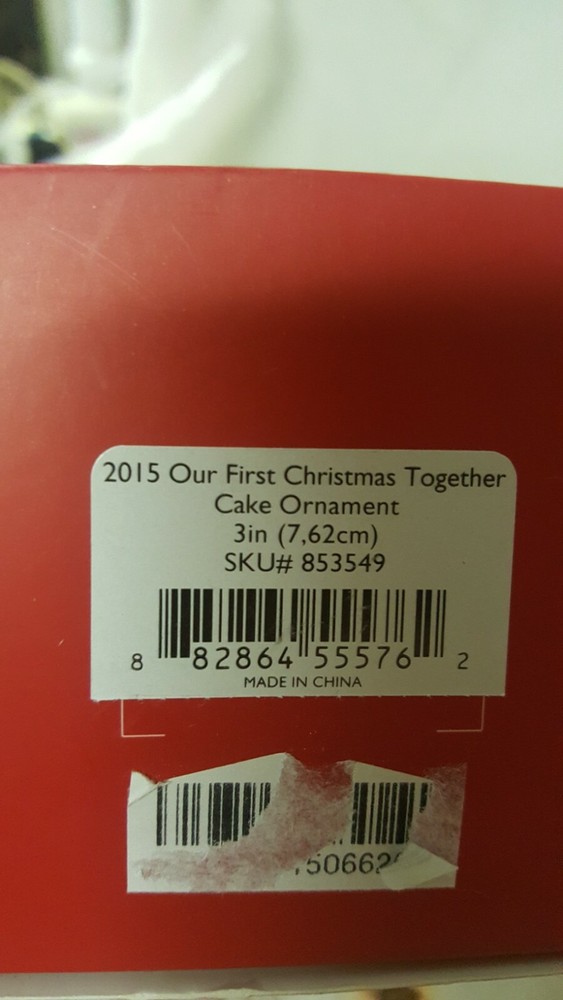 2015 Our First Christmas Together
Cake Ornament
3in (7,62cm)
SKU# 853549
8 82864 55576 2
MADE IN CHINA
50662